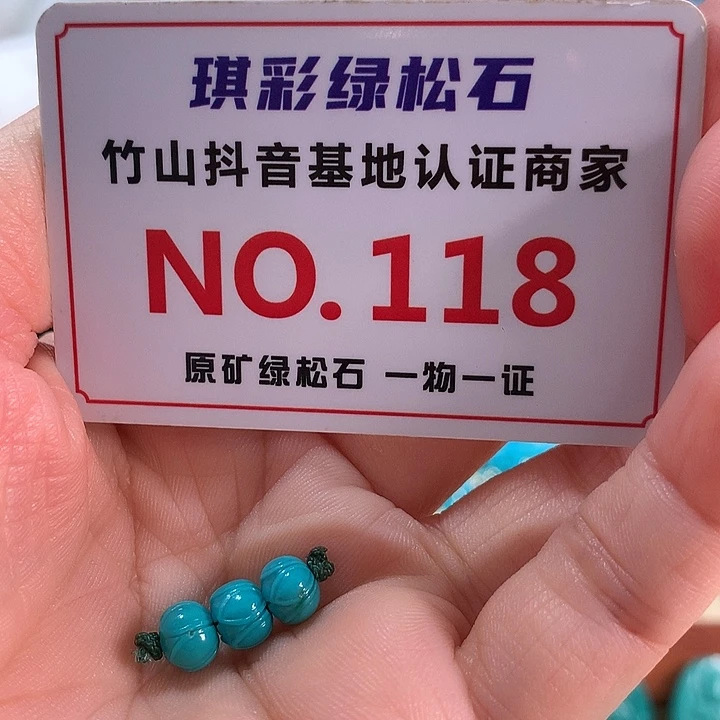 琪彩绿松石
竹山抖音基地认证商家
NO.118
原矿绿松石 一物一证